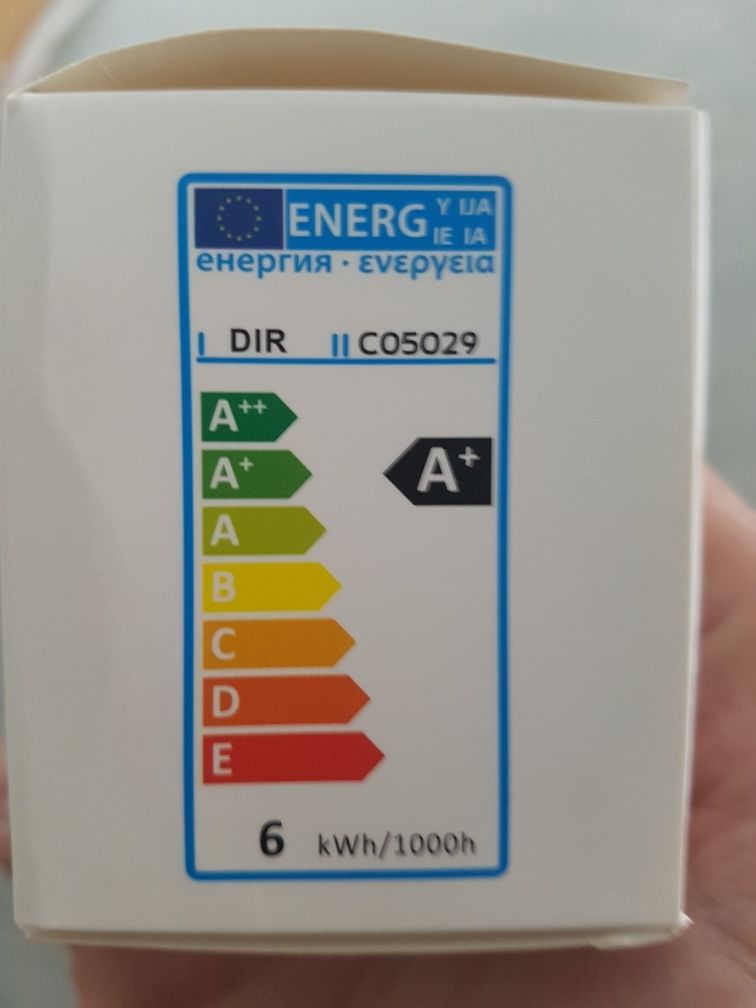 ENERG Y IJA
IE IA
енергия · ενεργεια
I DIR II C05029
A++
A+ A+
A
B
C
D
E
6 kWh/1000h